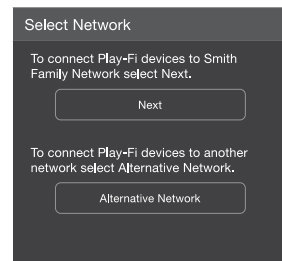 Select Network
To connect Play-Fi devices to Smith
Family Network select Next.
Next
To connect Play-Fi devices to another
network select Alternative Network.
Alternative Network